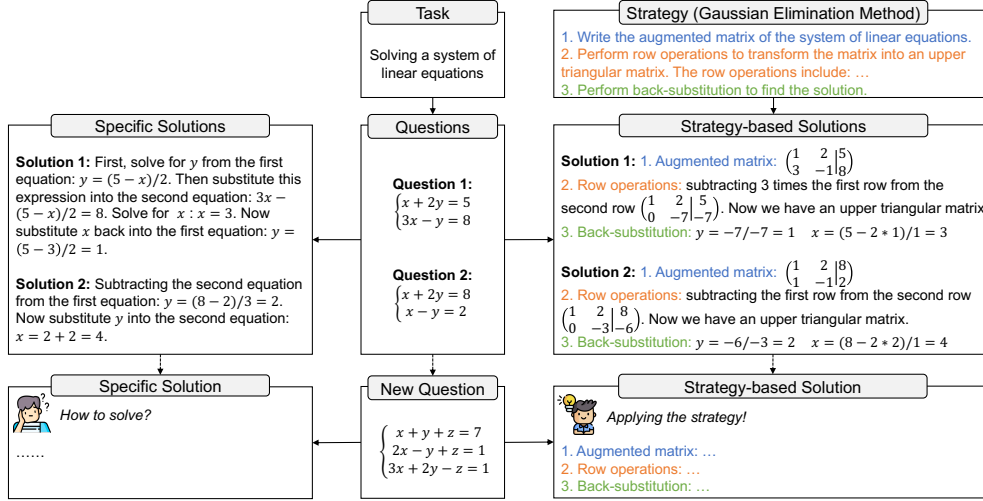 Task
Solving a system of
linear equations
Strategy (Gaussian Elimination Method)
1. Write the augmented matrix of the system of linear equations.
2. Perform row operations to transform the matrix into an upper
triangular matrix. The row operations include: …
3. Perform back-substitution to find the solution.
Specific Solutions
Solution 1: First, solve for y from the first
equation: y = (5 − x)/2. Then substitute this
expression into the second equation: 3x −
(5 − x)/2 = 8. Solve for x : x = 3. Now
substitute x back into the first equation: y =
(5 − 3)/2 = 1.
Solution 2: Subtracting the second equation
from the first equation: y = (8 − 2)/3 = 2.
Now substitute y into the second equation:
x = 2 + 2 = 4.
Questions
Question 1:
{x + 2y = 5
3x − y = 8
Question 2:
{x + 2y = 8
x − y = 2
Strategy-based Solutions
Solution 1: 1. Augmented matrix: (1 2 | 5
3 −1 | 8)
2. Row operations: subtracting 3 times the first row from the
second row (1 2 | 5
0 −7 | −7). Now we have an upper triangular matrix
3. Back-substitution: y = −7/−7 = 1 x = (5 − 2 * 1)/1 = 3
Solution 2: 1. Augmented matrix: (1 2 | 8
1 −1 | 2)
2. Row operations: subtracting the first row from the second row
(1 2 | 8
0 −3 | −6). Now we have an upper triangular matrix.
3. Back-substitution: y = −6/−3 = 2 x = (8 − 2 * 2)/1 = 4
Specific Solution
How to solve?
……
New Question
{x + y + z = 7
2x − y + z = 1
3x + 2y − z = 1
Strategy-based Solution
Applying the strategy!
1. Augmented matrix: …
2. Row operations: …
3. Back-substitution: …